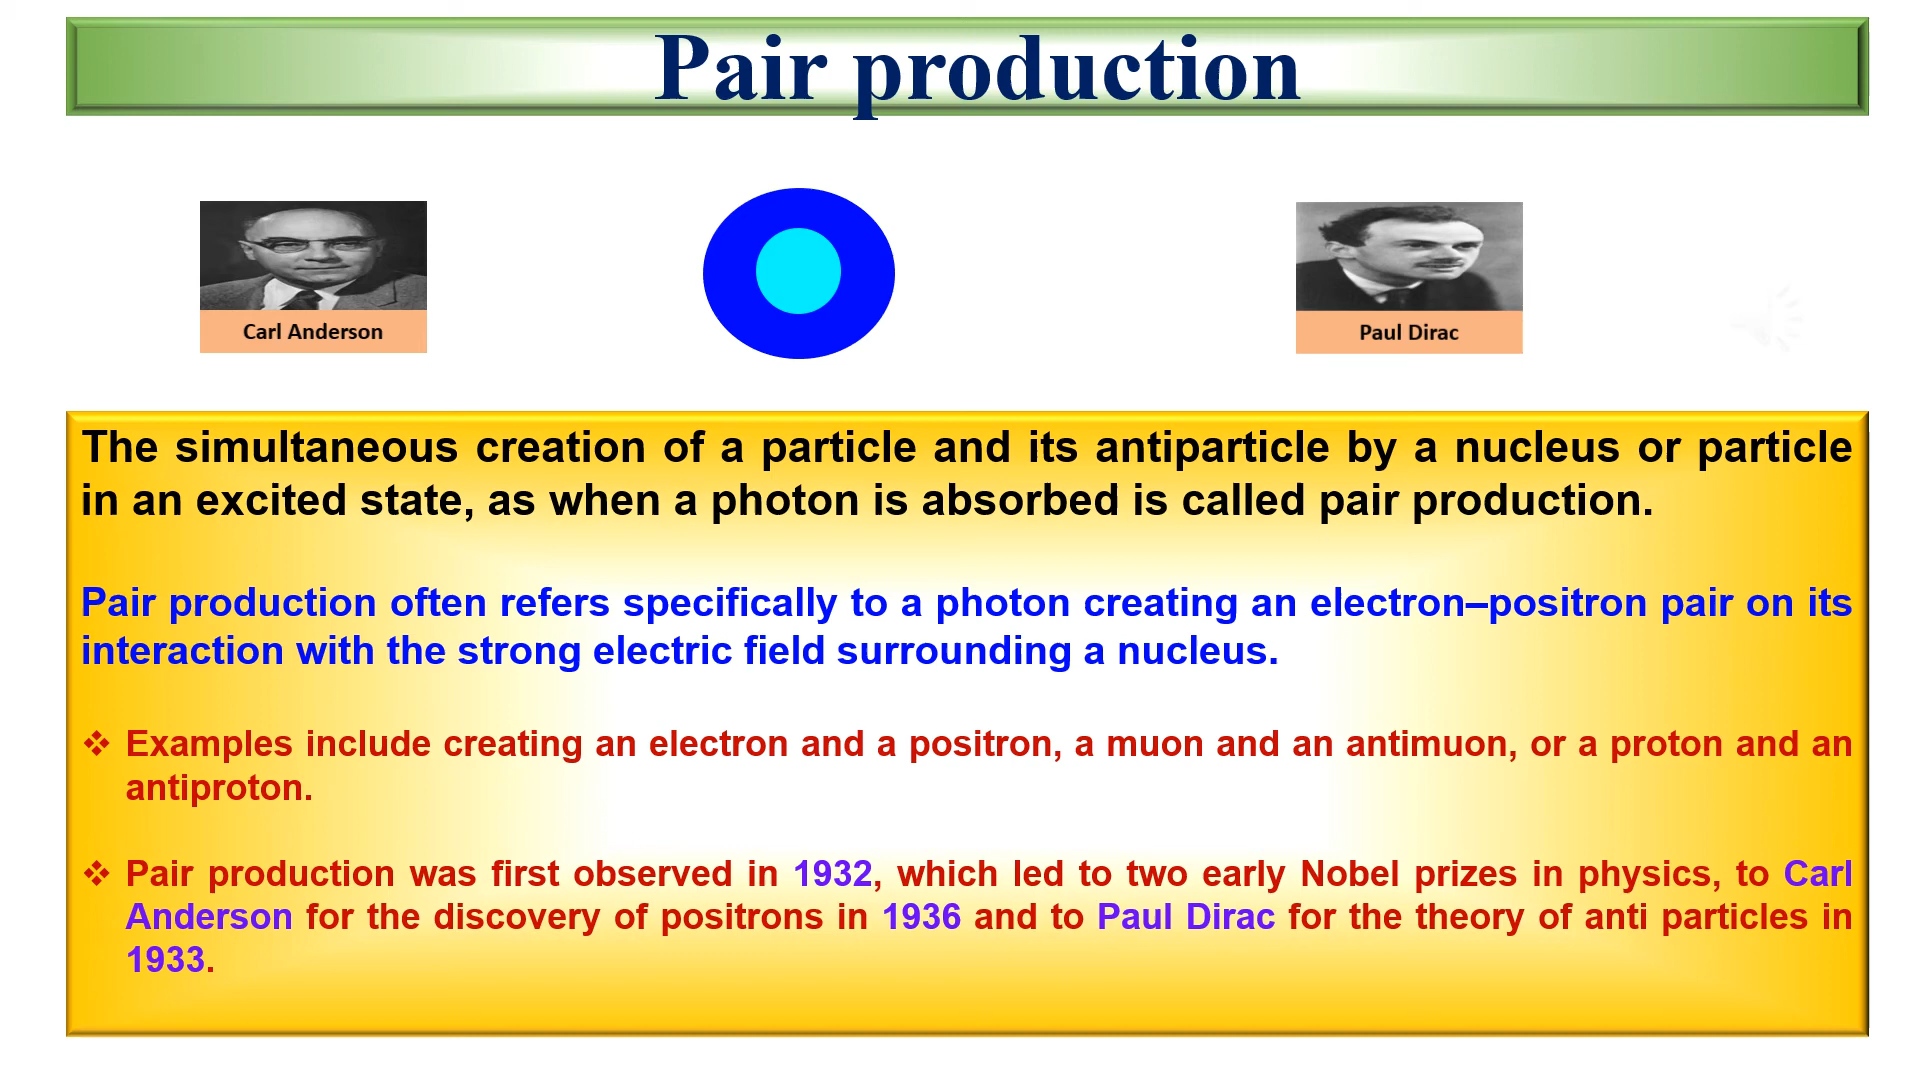 Pair production
Carl Anderson
Paul Dirac
The simultaneous creation of a particle and its antiparticle by a nucleus or particle
in an excited state, as when a photon is absorbed is called pair production.
Pair production often refers specifically to a photon creating an electron–positron pair on its
interaction with the strong electric field surrounding a nucleus.
❖ Examples include creating an electron and a positron, a muon and an antimuon, or a proton and an
antiproton.
❖ Pair production was first observed in 1932, which led to two early Nobel prizes in physics, to Carl
Anderson for the discovery of positrons in 1936 and to Paul Dirac for the theory of anti particles in
1933.